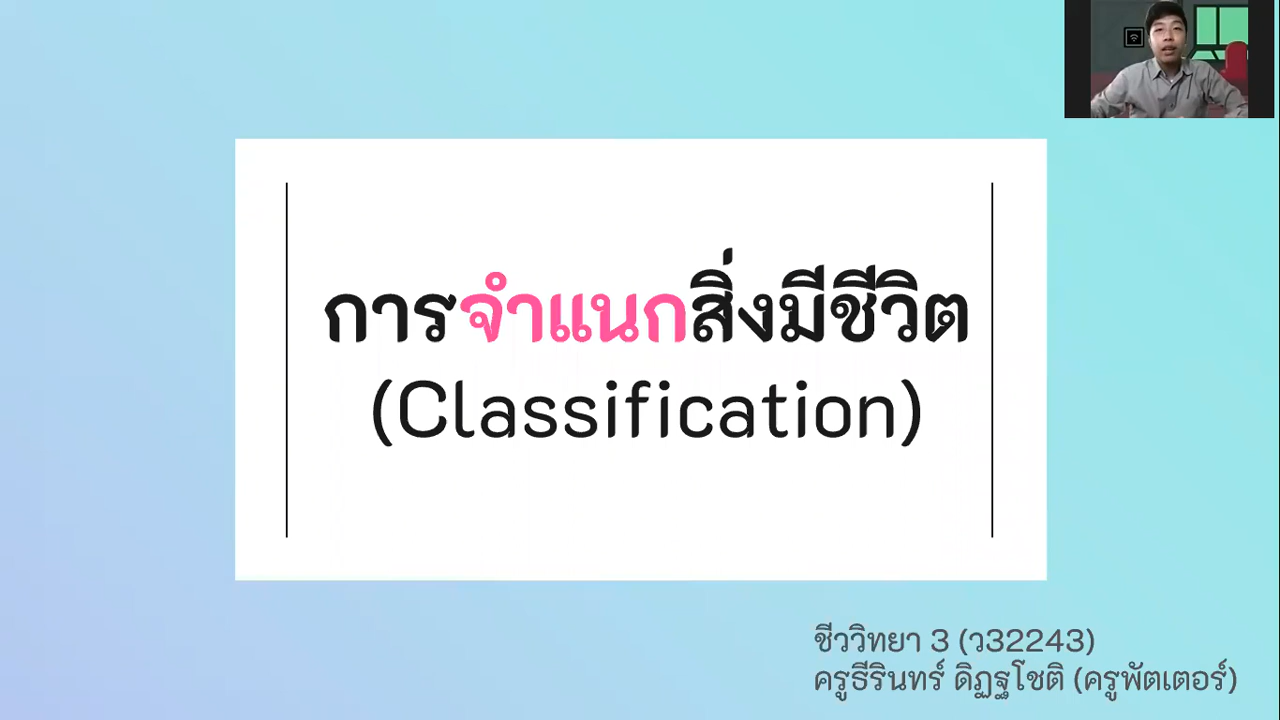 การจำแนกสิ่งมีชีวิต
(Classification)
ชีววิทยา 3 (ว32243)
ครูธีรินทร์ ดิฏฐโชติ (ครูพัตเตอร์)